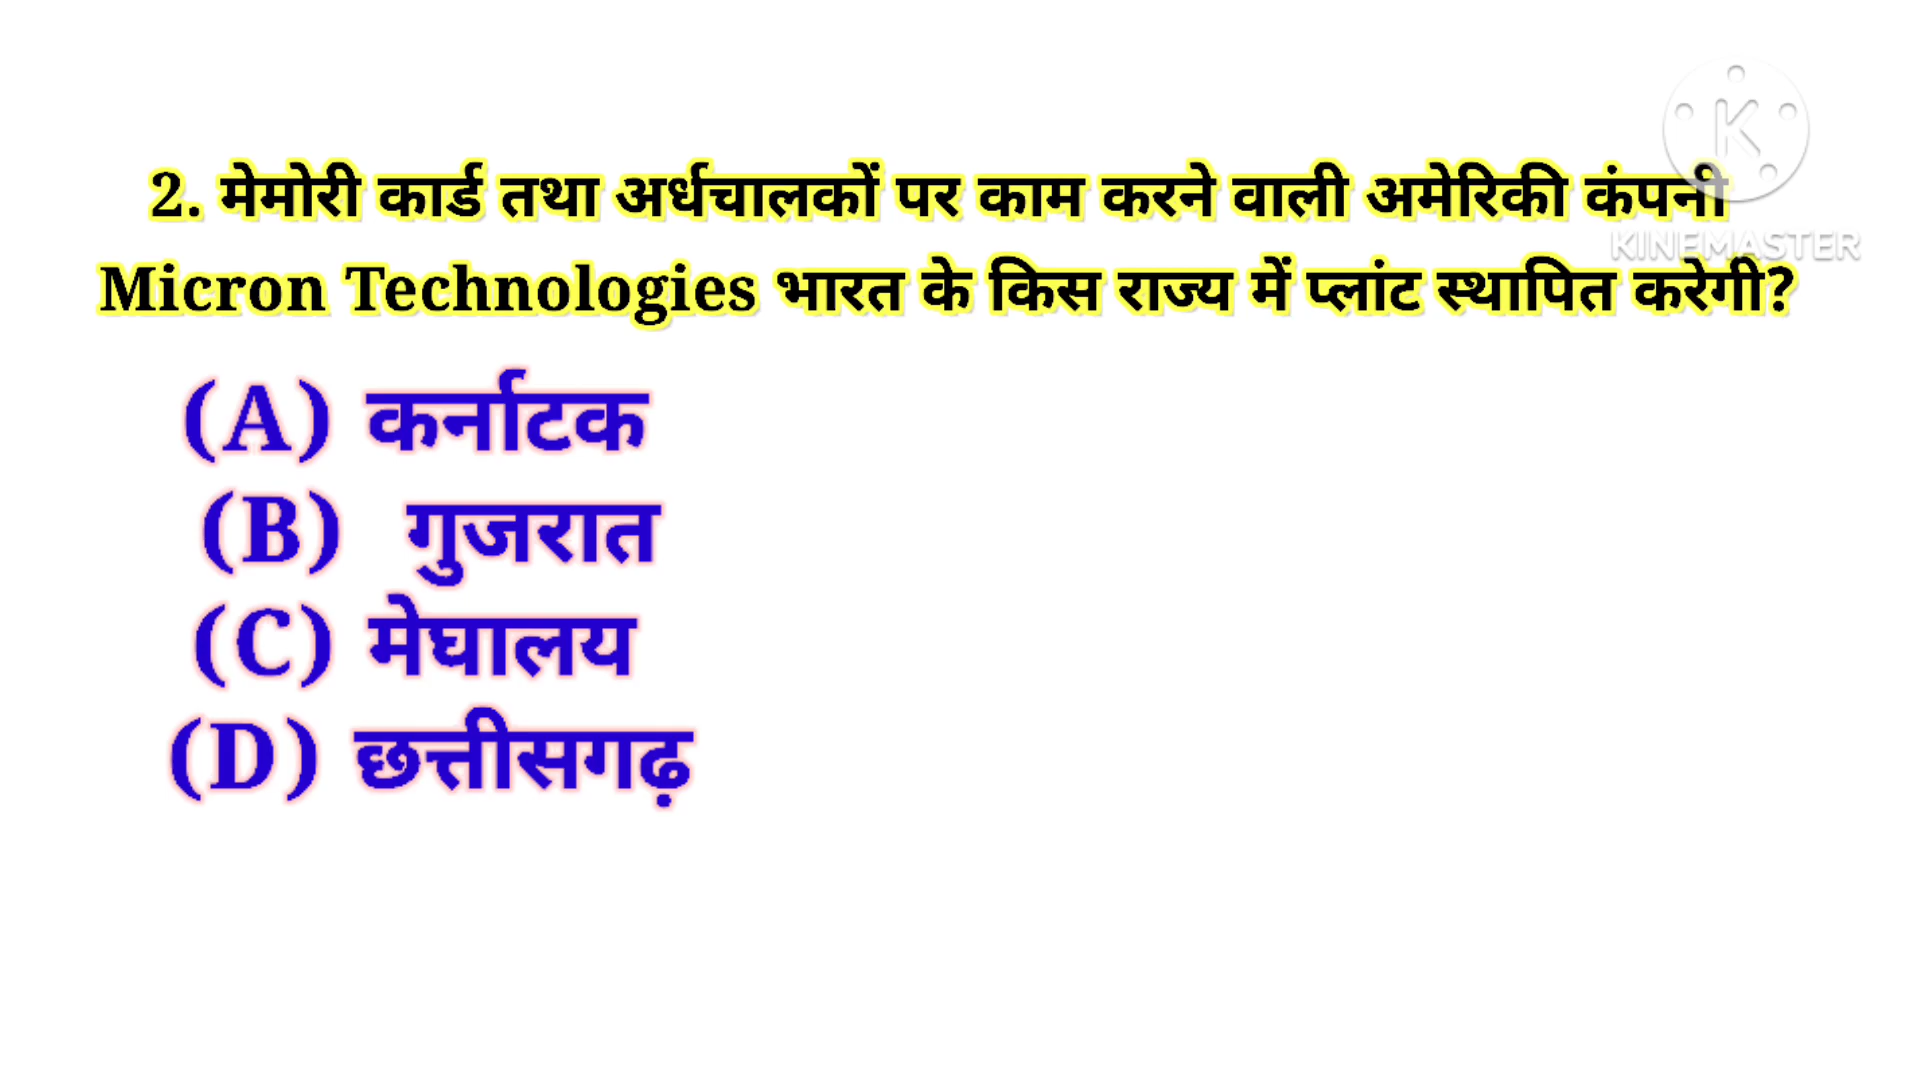 2. मेमोरी कार्ड तथा अर्धचालकों पर काम करने वाली अमेरिकी कंपनी
Micron Technologies भारत के किस राज्य में प्लांट स्थापित करेगी?
(A) कर्नाटक
(B) गुजरात
(C) मेघालय
(D) छत्तीसगढ़
K
KINEMASTER